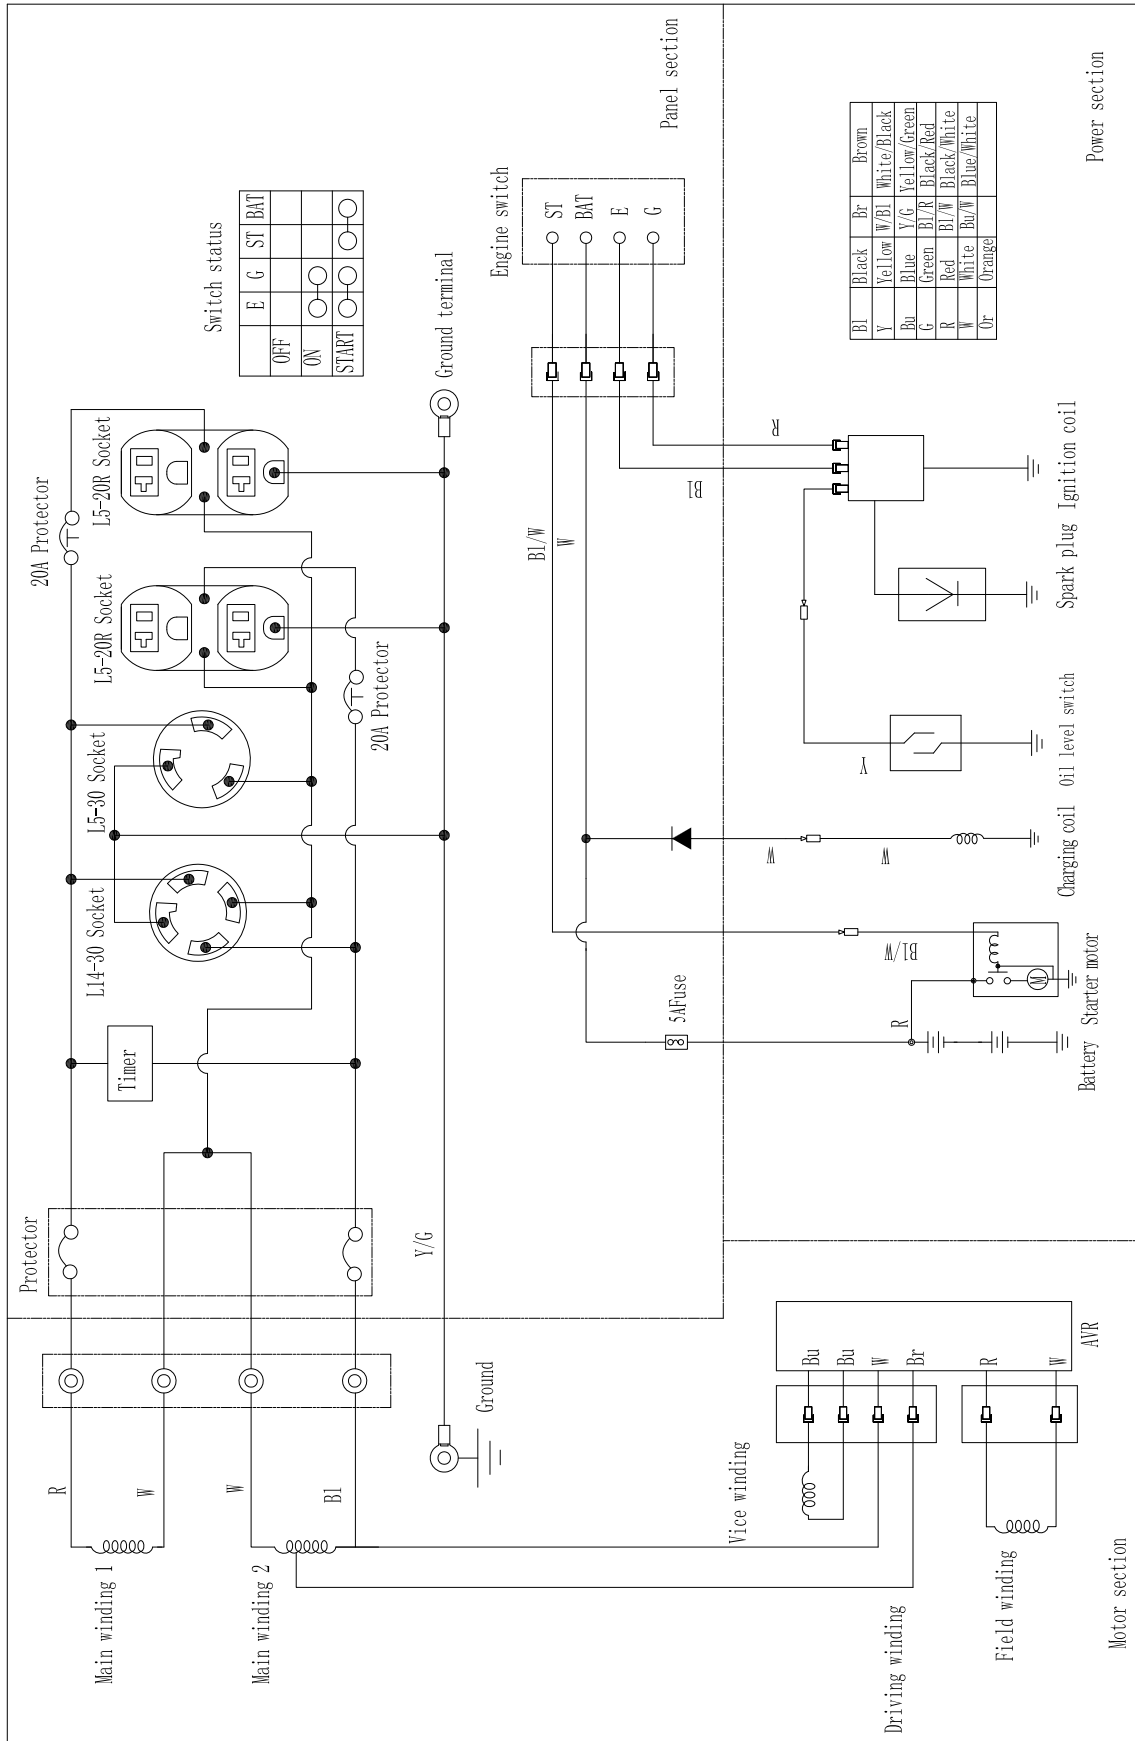 Panel section
Power section
Motor section
Switch status
E G ST BAT
OFF
ON
START
20A Protector
L5-20R Socket
L5-20R Socket
20A Protector
L5-30 Socket
L14-30 Socket
Timer
Protector
Ground terminal
Y/G
Ground
R
W
W
Bl
Main winding 1
Main winding 2
Engine switch
ST
BAT
E
G
Bl/W
W
Bl
R
Bl Black Br Brown
Y Yellow W/Bl White/Black
Bu Blue Y/G Yellow/Green
G Green Bl/R Black/Red
R Red Bl/W Black/White
W White Bu/W Blue/White
Or Orange
Ignition coil
Spark plug
Y
Oil level switch
W
W
Charging coil
Bl/W
M
Starter motor
R
5AFuse
Battery
AVR
Bu
Bu
W
Br
R
W
Vice winding
Driving winding
Field winding